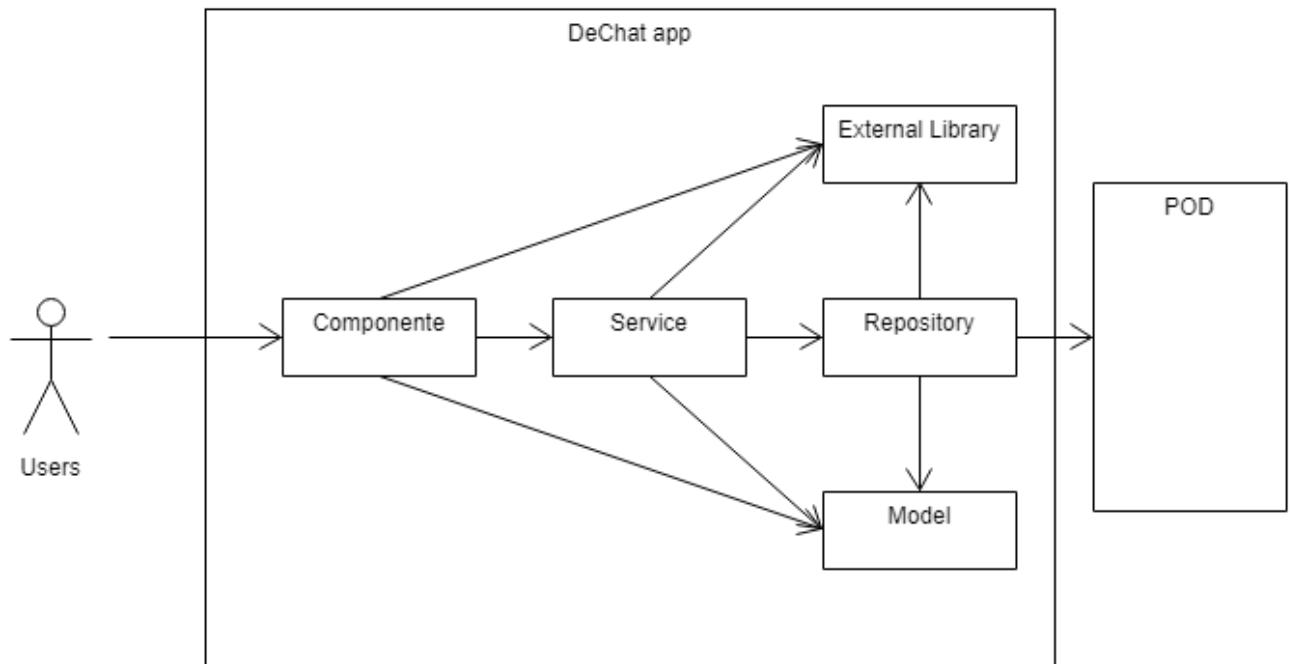 DeChat app
External Library
POD
Componente
Service
Repository
Users
Model